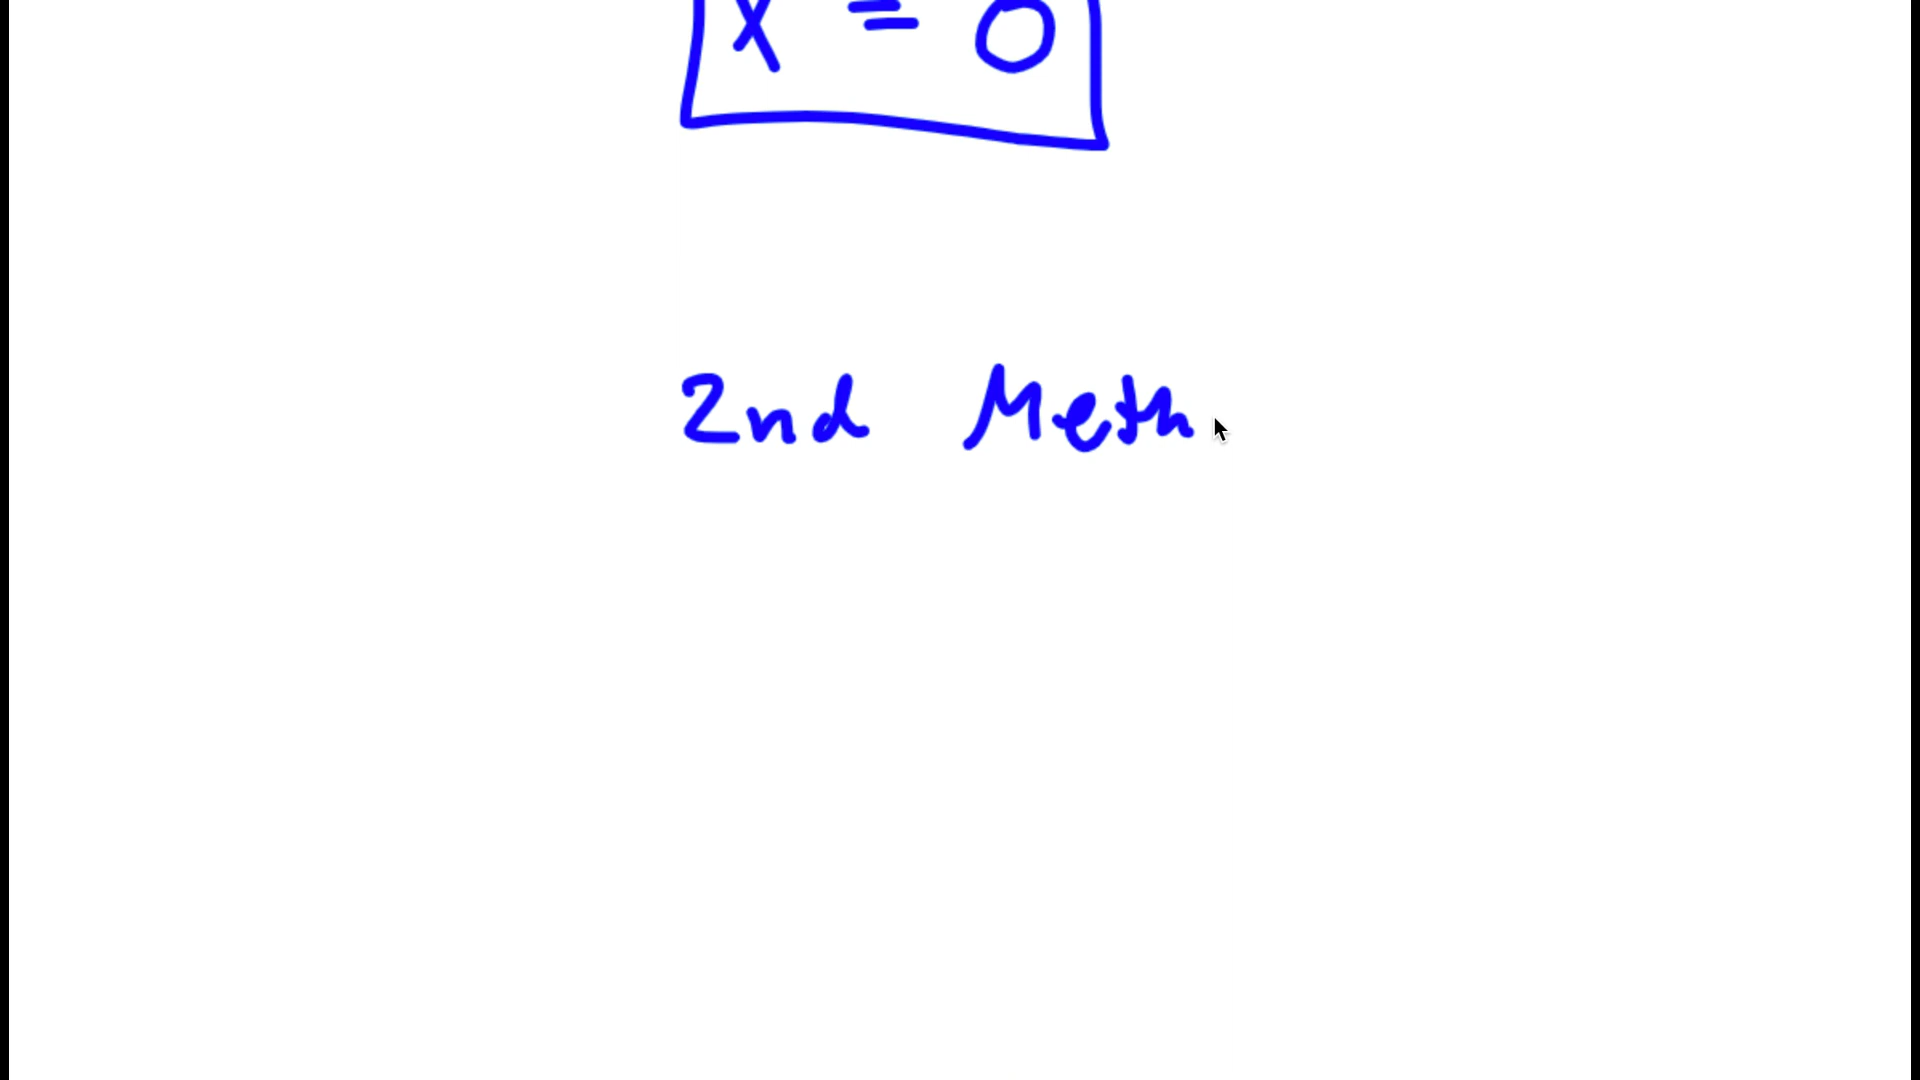 x = 0
2nd Meth